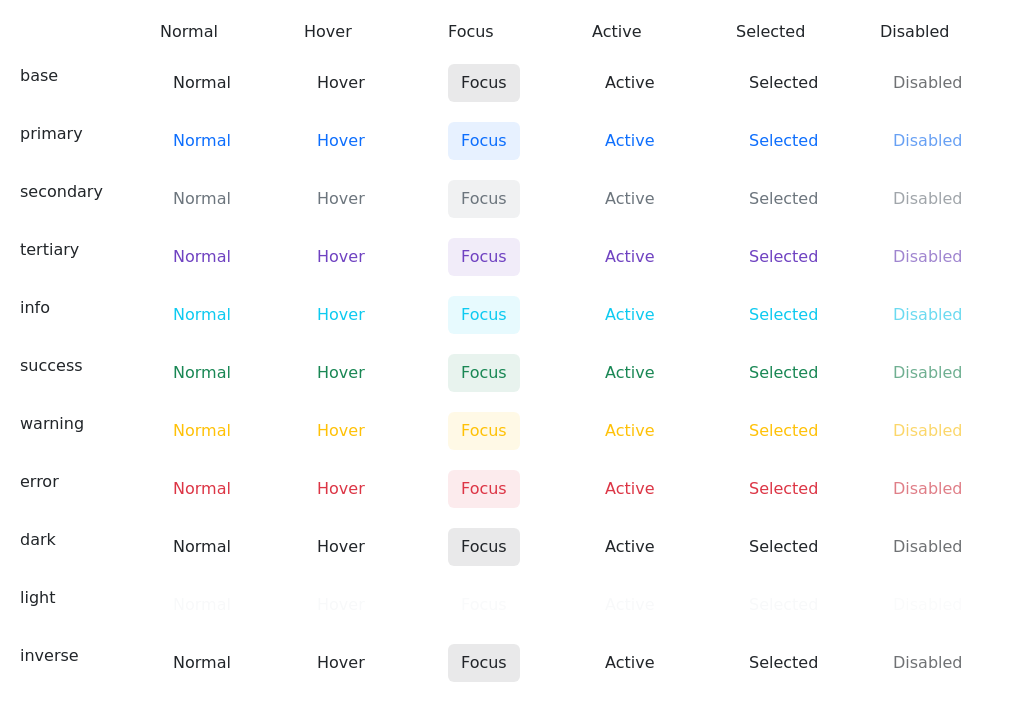 Normal Hover Focus Active Selected Disabled
base Normal Hover Focus Active Selected Disabled
primary Normal Hover Focus Active Selected Disabled
secondary Normal Hover Focus Active Selected Disabled
tertiary Normal Hover Focus Active Selected Disabled
info Normal Hover Focus Active Selected Disabled
success Normal Hover Focus Active Selected Disabled
warning Normal Hover Focus Active Selected Disabled
error Normal Hover Focus Active Selected Disabled
dark Normal Hover Focus Active Selected Disabled
light Normal Hover Focus Active Selected Disabled
inverse Normal Hover Focus Active Selected Disabled